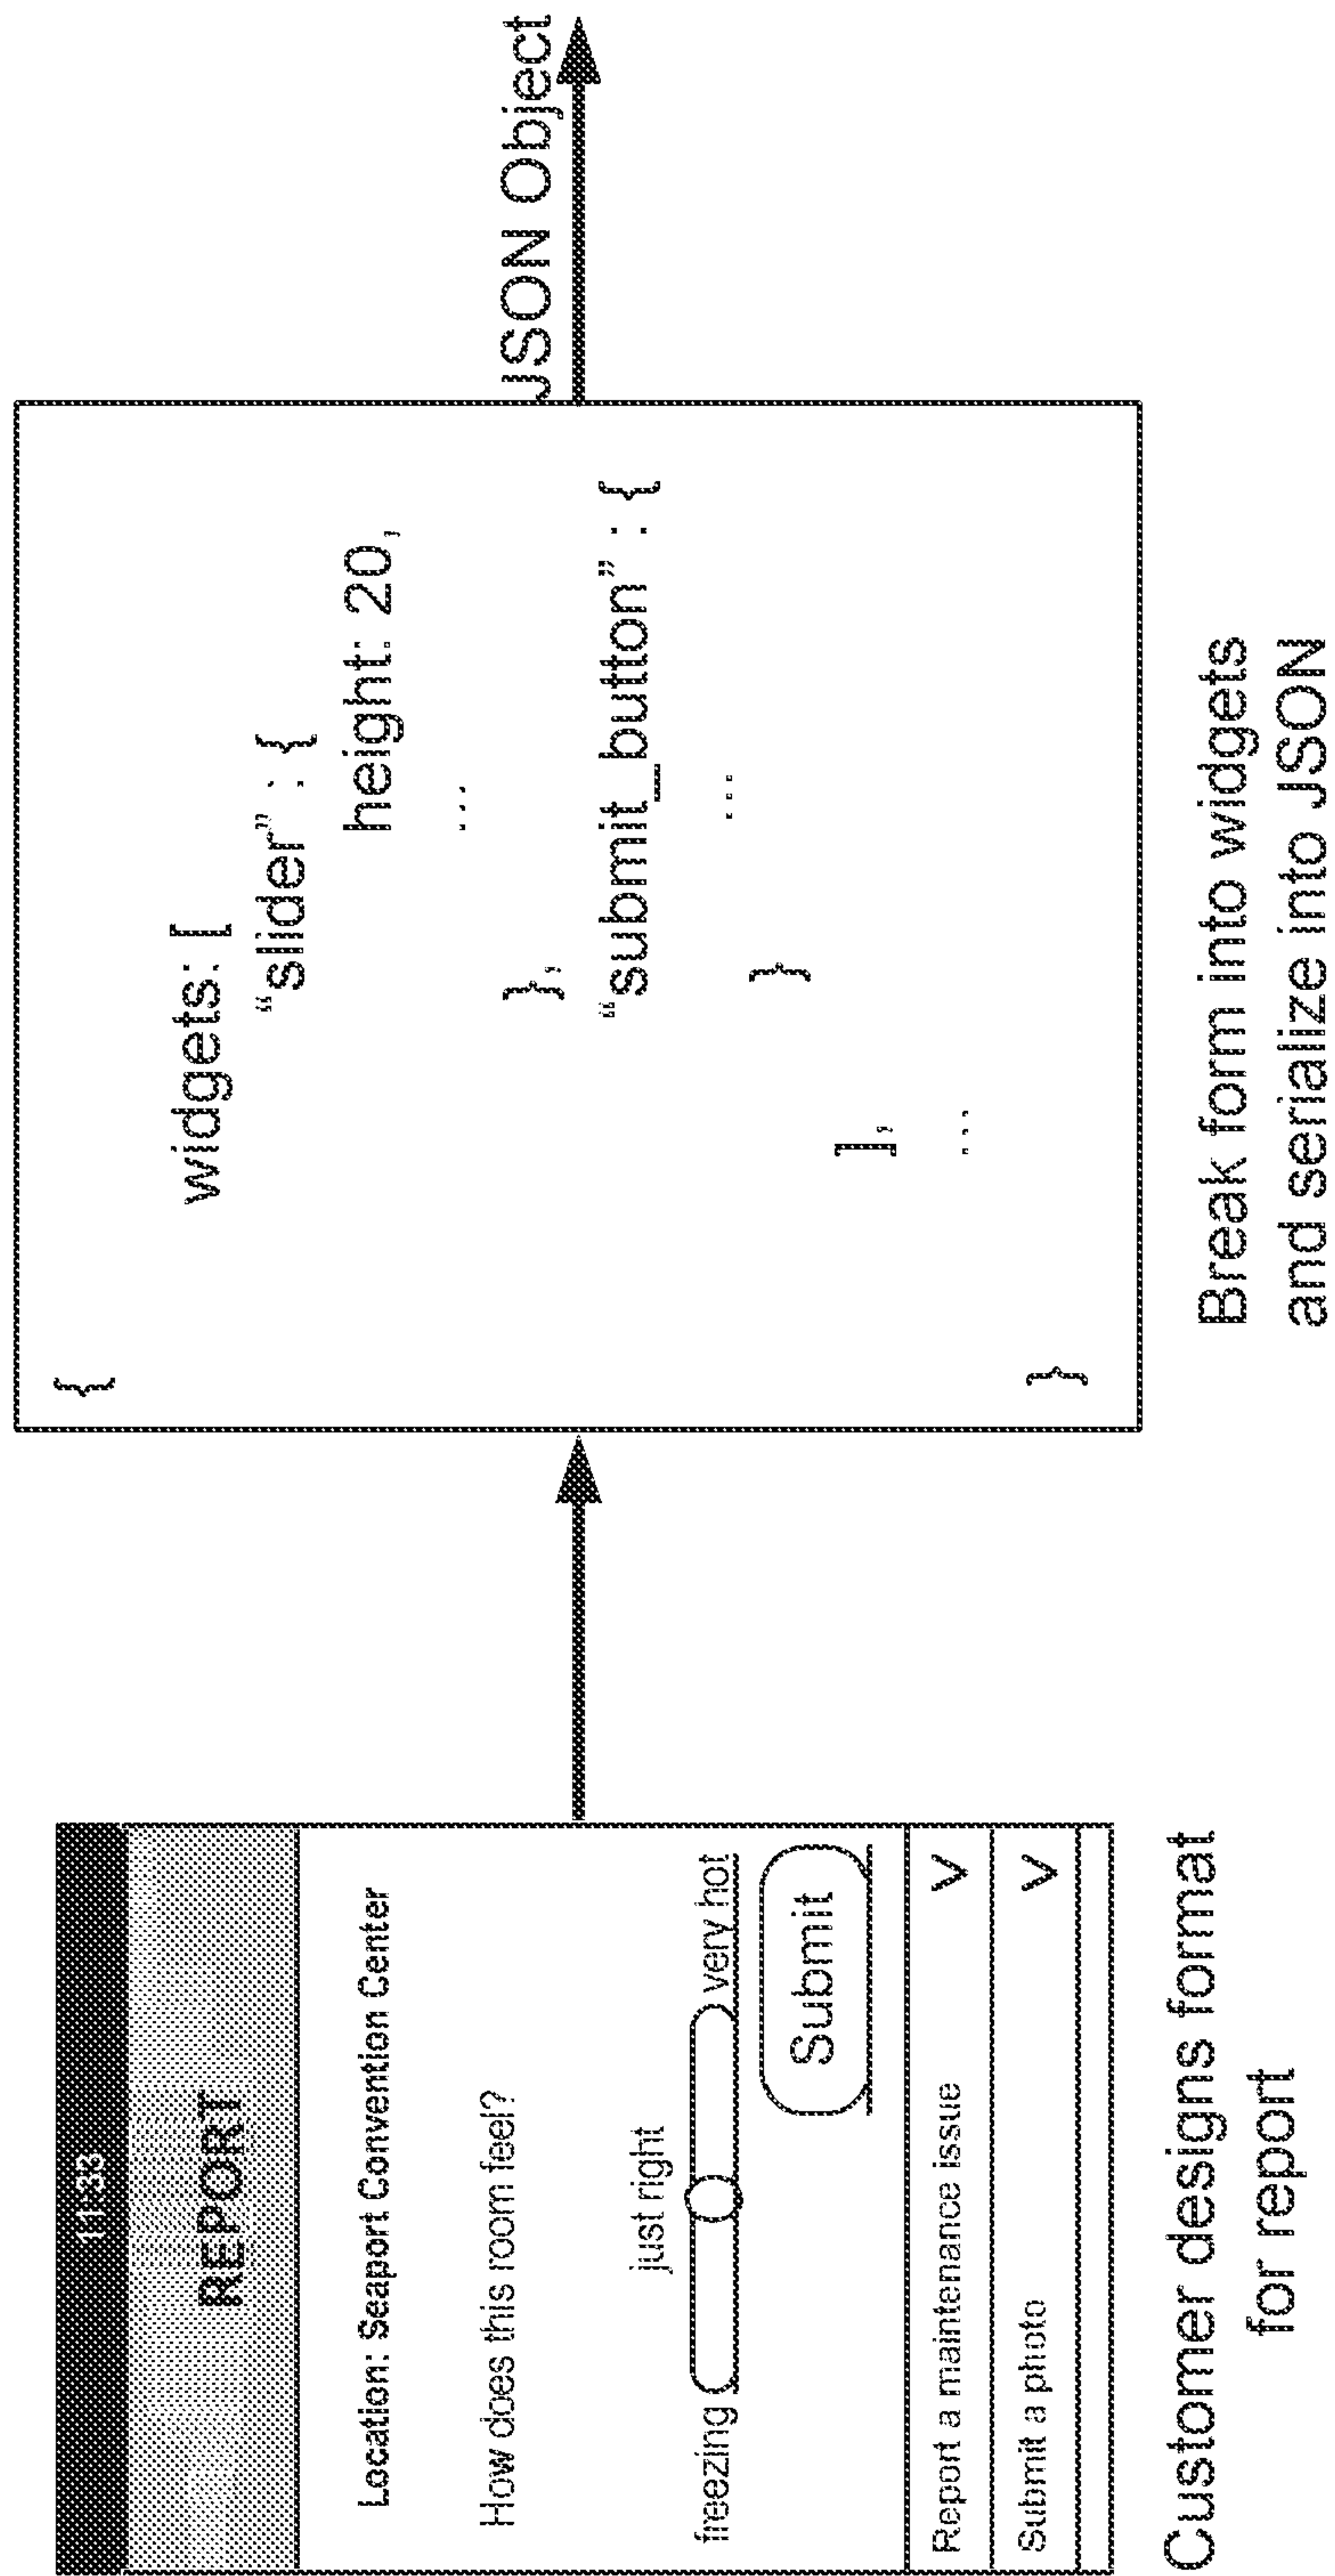 11:33
REPORT
Location: Seaport Convention Center
How does this room feel?
just right
freezing very hot
Submit
Report a maintenance issue V
Submit a photo V
Customer designs format
for report
{
widgets: [
“slider” : {
height: 20,
...
},
“submit_button” : {
...
}
],
...
}
Break form into widgets
and serialize into JSON
JSON Object